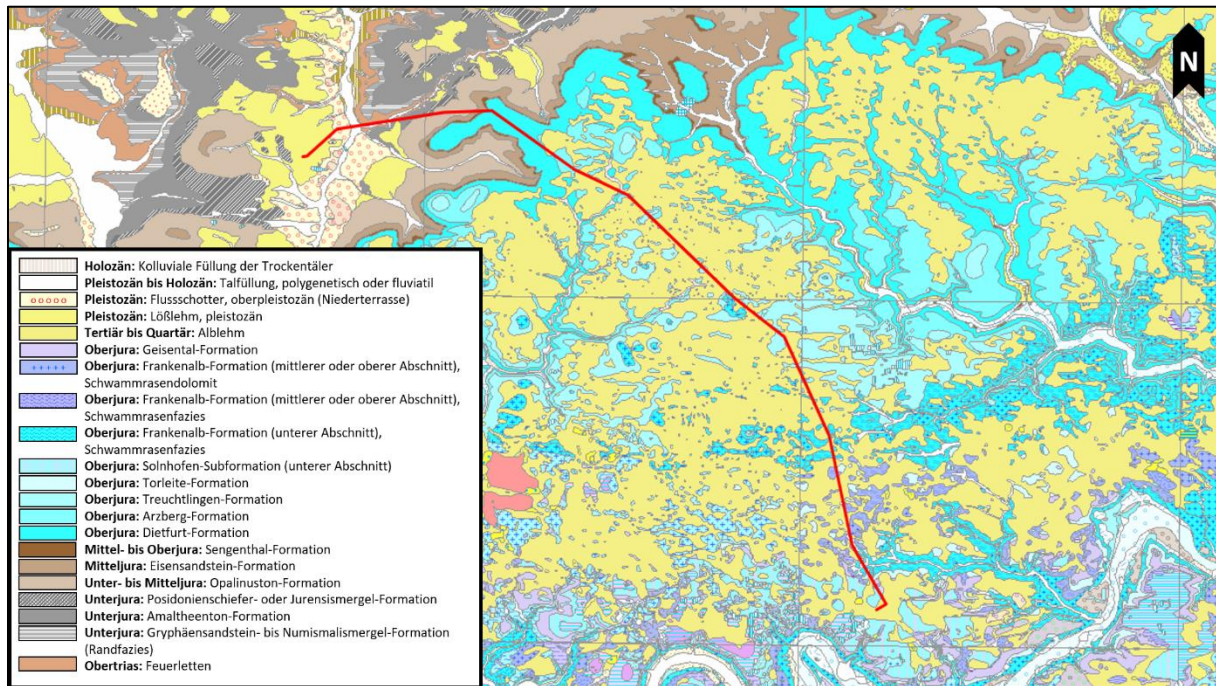 N
Holozän: Kolluviale Füllung der Trockentäler
Pleistozän bis Holozän: Talfüllung, polygenetisch oder fluviatil
Pleistozän: Flussschotter, oberpleistozän (Niederterrasse)
Pleistozän: Lößlehm, pleistozän
Tertiär bis Quartär: Alblehm
Oberjura: Geisental-Formation
Oberjura: Frankenalb-Formation (mittlerer oder oberer Abschnitt),
Schwammrasendolomit
Oberjura: Frankenalb-Formation (mittlerer oder oberer Abschnitt),
Schwammrasenfazies
Oberjura: Frankenalb-Formation (unterer Abschnitt),
Schwammrasenfazies
Oberjura: Solnhofen-Subformation (unterer Abschnitt)
Oberjura: Torleite-Formation
Oberjura: Treuchtlingen-Formation
Oberjura: Arzberg-Formation
Oberjura: Dietfurt-Formation
Mittel- bis Oberjura: Sengenthal-Formation
Mitteljura: Eisensandstein-Formation
Unter- bis Mitteljura: Opalinuston-Formation
Unterjura: Posidonienschiefer- oder Jurensismergel-Formation
Unterjura: Amaltheenton-Formation
Unterjura: Gryphäensandstein- bis Numismalismergel-Formation
(Randfazies)
Obertrias: Feuerletten